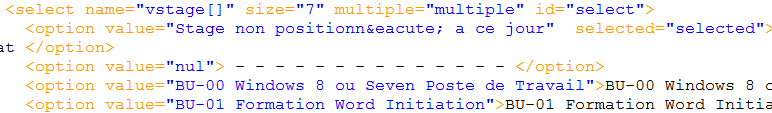 <select name="vstage[]" size="7" multiple="multiple" id="select">
<option value="Stage non positionn&eacute; a ce jour"  selected="selected">
at </option>
<option value="nul"> - - - - - - - - - - - - - - - </option>
<option value="BU-00 Windows 8 ou Seven Poste de Travail">BU-00 Windows 8 o
<option value="BU-01 Formation Word Initiation">BU-01 Formation Word Initia